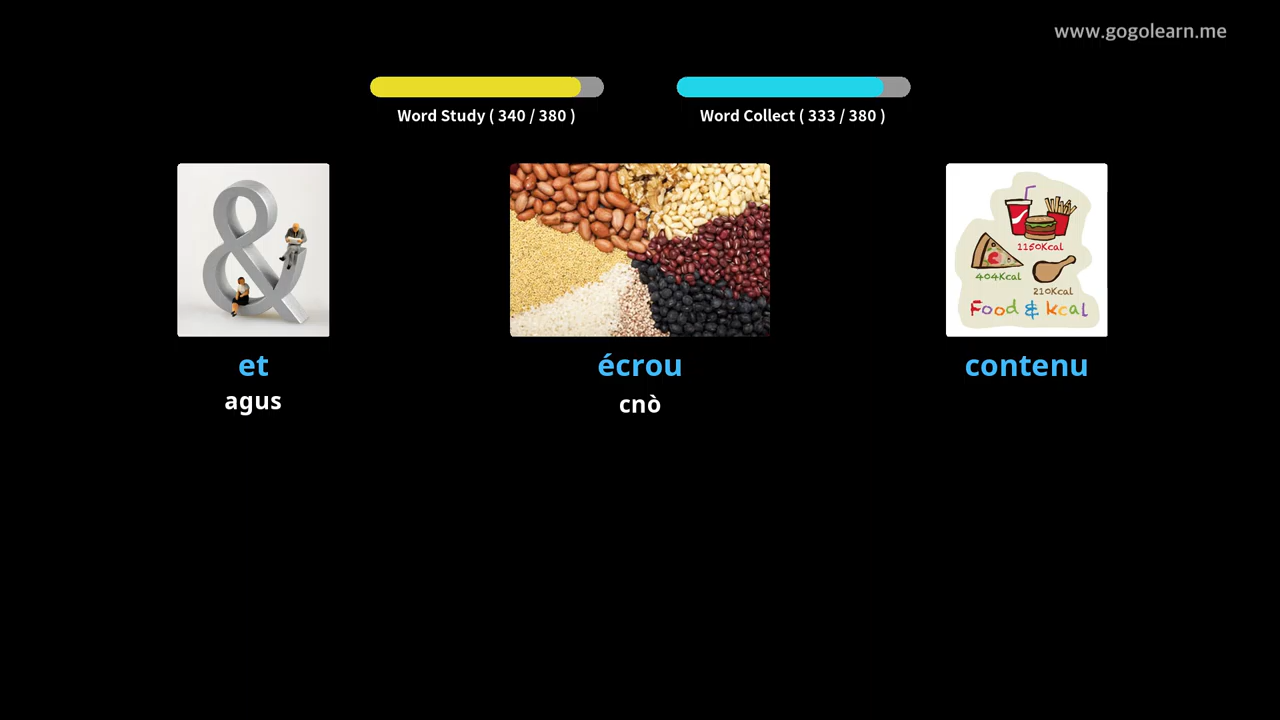 www.gogolearn.me
Word Study ( 340 / 380 )
Word Collect ( 333 / 380 )
1150Kcal
404Kcal
210Kcal
Food & kcal
et
écrou
contenu
agus
cnò